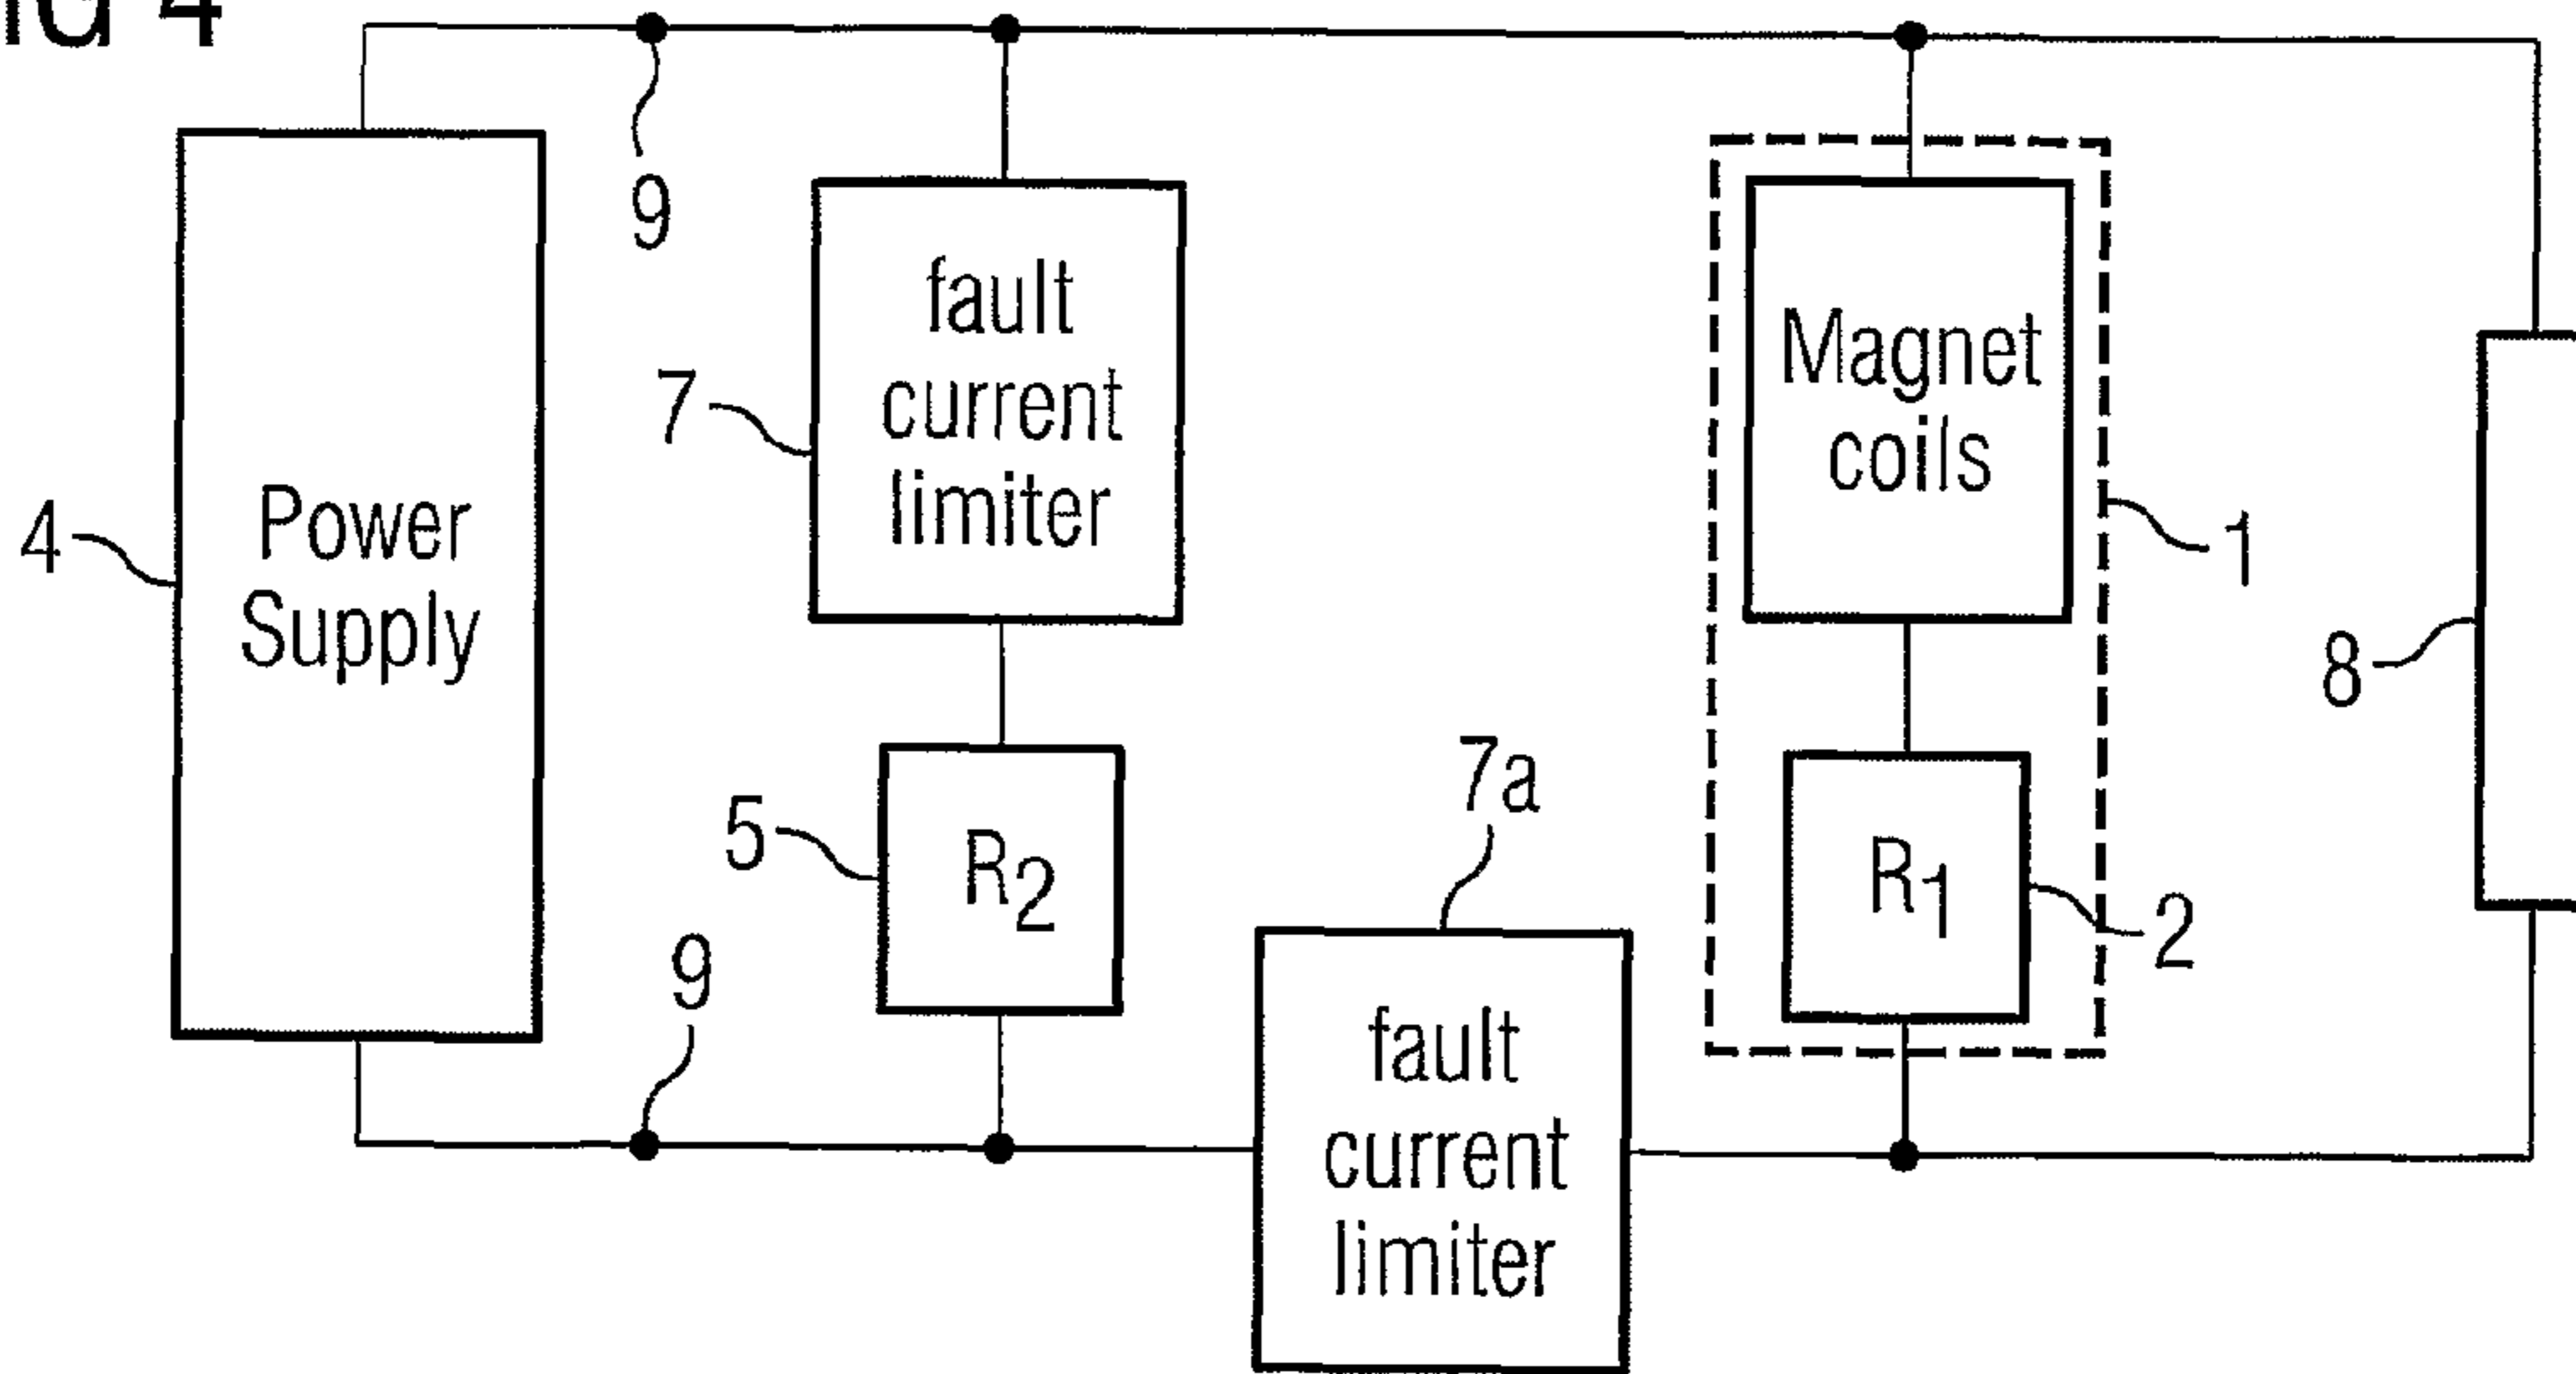 4
9
fault
current
limiter
7
Magnet
coils
1
Power
Supply
4
8
7a
5
R2
R1
2
9
fault
current
limiter